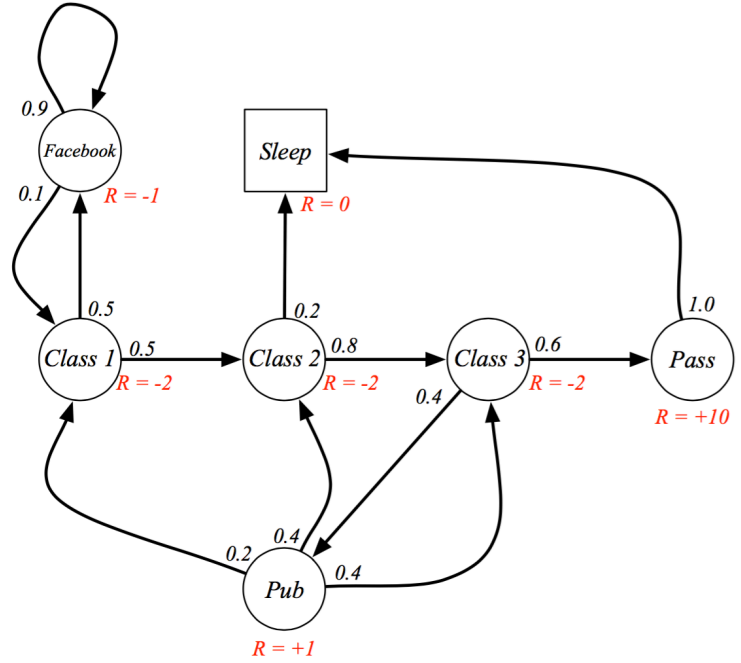 0.9
Facebook
Sleep
0.1
R = -1
R = 0
0.5
0.2
1.0
Class 1
0.5
Class 2
0.8
Class 3
0.6
Pass
R = -2
R = -2
R = -2
0.4
R = +10
0.4
0.2
0.4
Pub
R = +1